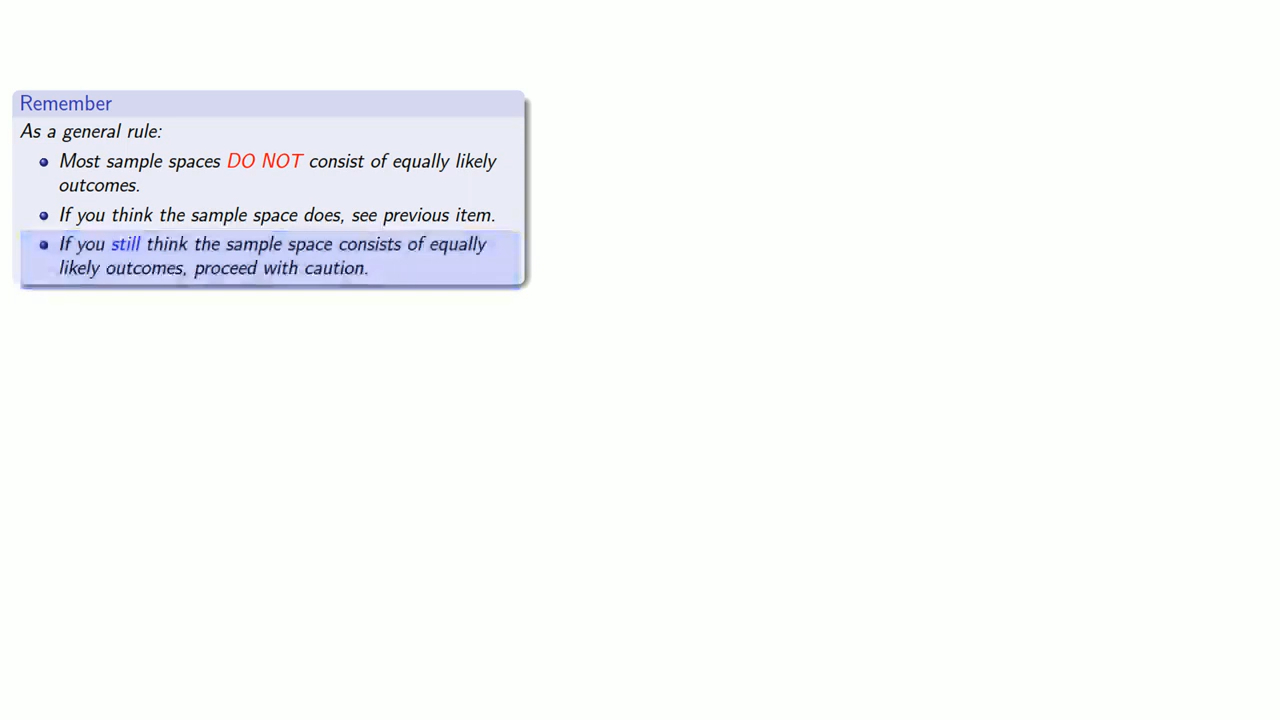 Remember
As a general rule:
Most sample spaces DO NOT consist of equally likely
outcomes.
If you think the sample space does, see previous item.
If you still think the sample space consists of equally
likely outcomes, proceed with caution.